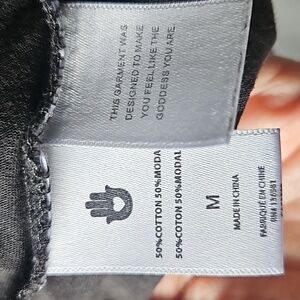 THIS GARMENT WAS
DESIGNED TO MAKE
YOU FEEL LIKE THE
GODDESS YOU ARE.
50%COTTON 50%MODA
50%COTON 50%MODAL
M
MADE IN CHINA
FABRIQUÉ EN CHINE
RN#